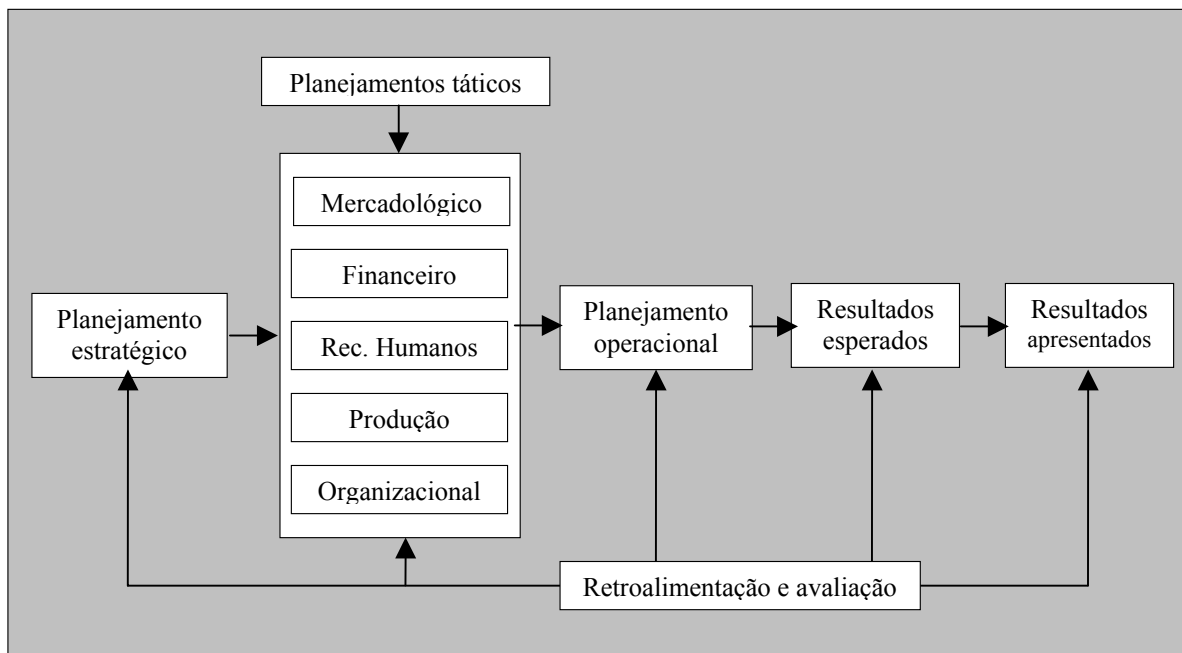 Planejamentos táticos
Mercadológico
Financeiro
Rec. Humanos
Produção
Organizacional
Planejamento
estratégico
Planejamento
operacional
Resultados
esperados
Resultados
apresentados
Retroalimentação e avaliação